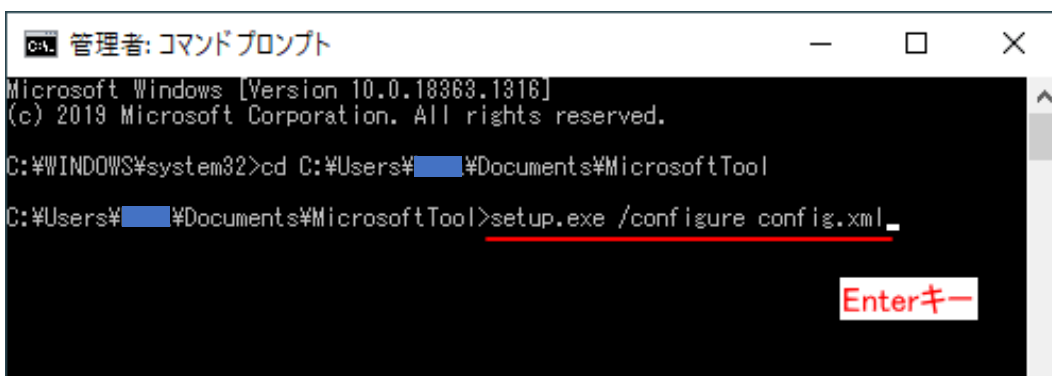 管理者: コマンド プロンプト
Microsoft Windows [Version 10.0.18363.1316]
(c) 2019 Microsoft Corporation. All rights reserved.
C:¥WINDOWS¥system32>cd C:¥Users¥ ¥Documents¥MicrosoftTool
C:¥Users¥ ¥Documents¥MicrosoftTool>setup.exe /configure config.xml
Enterキー